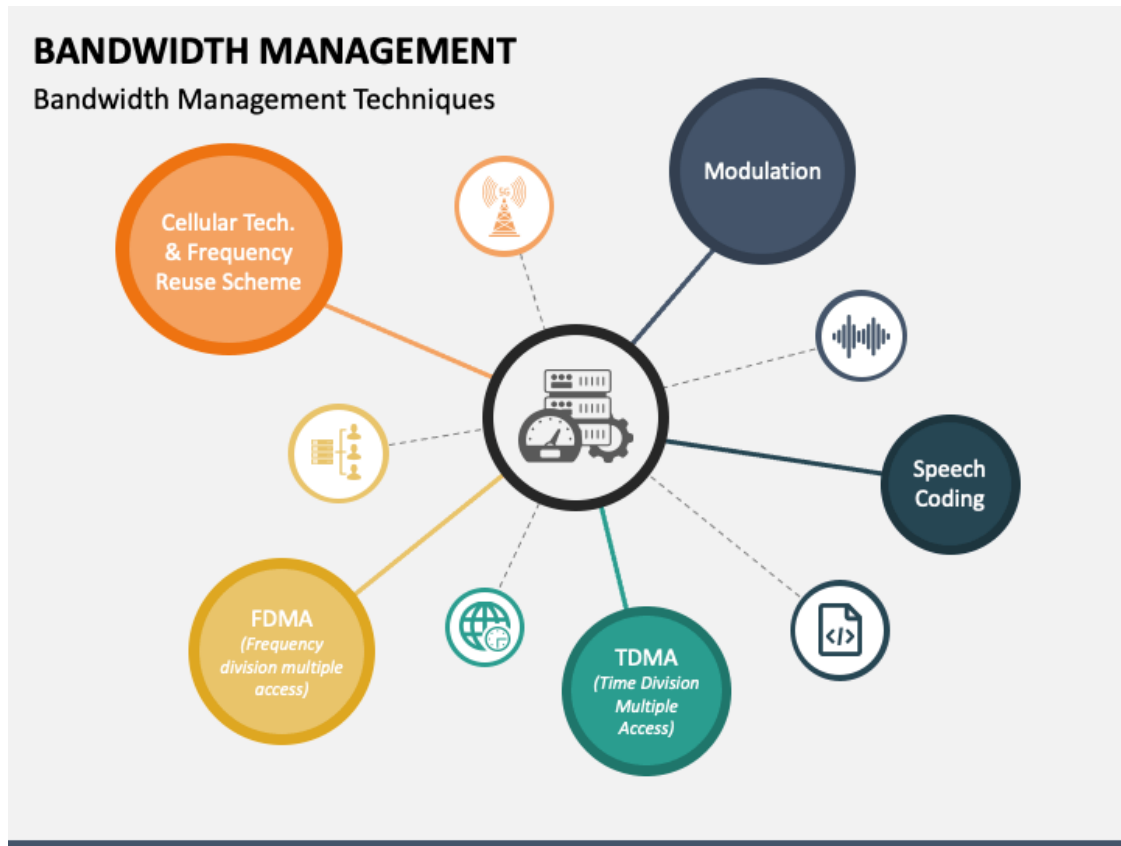 BANDWIDTH MANAGEMENT
Bandwidth Management Techniques
Cellular Tech.
& Frequency
Reuse Scheme
5G
Modulation
Speech
Coding
FDMA
(Frequency
division multiple
access)
TDMA
(Time Division
Multiple
Access)
</>